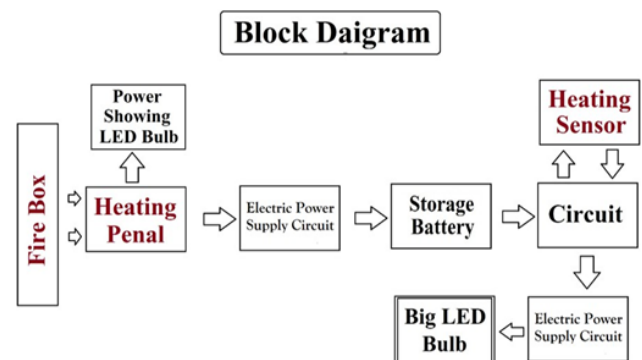 Block Daigram
Power
Showing
LED Bulb
Heating
Sensor
Fire Box
Heating
Penal
Electric Power
Supply Circuit
Storage
Battery
Circuit
Big LED
Bulb
Electric Power
Supply Circuit